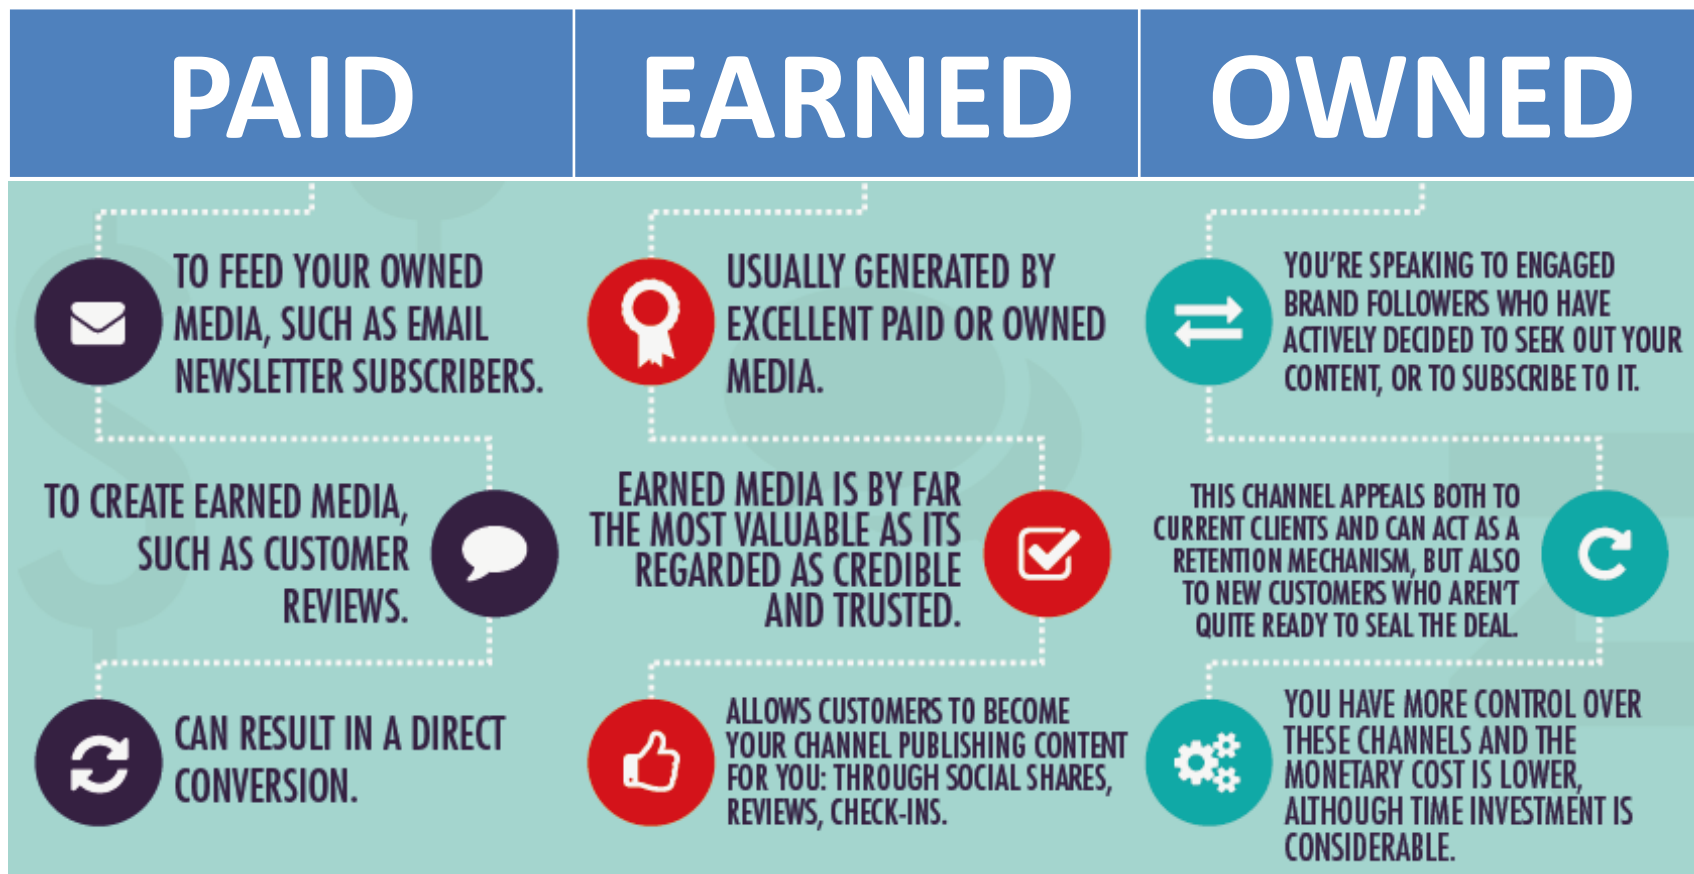 PAID
EARNED
OWNED
TO FEED YOUR OWNED
MEDIA, SUCH AS EMAIL
NEWSLETTER SUBSCRIBERS.
TO CREATE EARNED MEDIA,
SUCH AS CUSTOMER
REVIEWS.
CAN RESULT IN A DIRECT
CONVERSION.
USUALLY GENERATED BY
EXCELLENT PAID OR OWNED
MEDIA.
EARNED MEDIA IS BY FAR
THE MOST VALUABLE AS ITS
REGARDED AS CREDIBLE
AND TRUSTED.
ALLOWS CUSTOMERS TO BECOME
YOUR CHANNEL PUBLISHING CONTENT
FOR YOU: THROUGH SOCIAL SHARES,
REVIEWS, CHECK-INS.
YOU'RE SPEAKING TO ENGAGED
BRAND FOLLOWERS WHO HAVE
ACTIVELY DECIDED TO SEEK OUT YOUR
CONTENT, OR TO SUBSCRIBE TO IT.
THIS CHANNEL APPEALS BOTH TO
CURRENT CLIENTS AND CAN ACT AS A
RETENTION MECHANISM, BUT ALSO
TO NEW CUSTOMERS WHO AREN'T
QUITE READY TO SEAL THE DEAL.
YOU HAVE MORE CONTROL OVER
THESE CHANNELS AND THE
MONETARY COST IS LOWER,
ALTHOUGH TIME INVESTMENT IS
CONSIDERABLE.